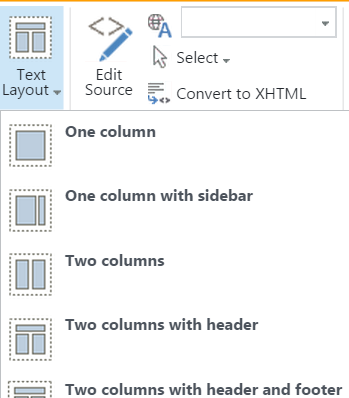 Text
Layout
Edit
Source
Select
Convert to XHTML
One column
One column with sidebar
Two columns
Two columns with header
Two columns with header and footer